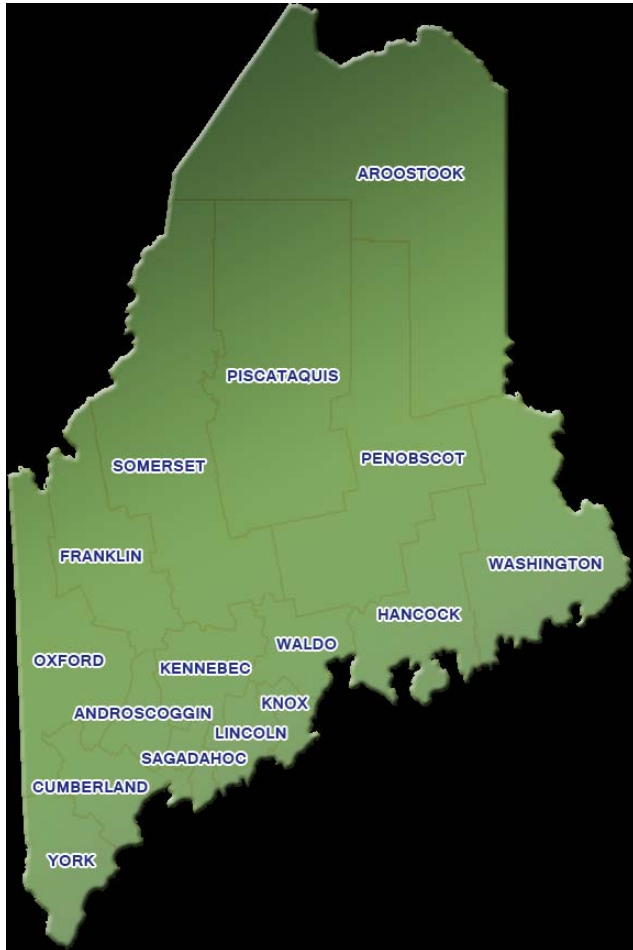 AROOSTOOK
PISCATAQUIS
PENOBSCOT
SOMERSET
FRANKLIN
WASHINGTON
HANCOCK
WALDO
OXFORD
KENNEBEC
KNOX
ANDROSCOGGIN
LINCOLN
SAGADAHOC
CUMBERLAND
YORK